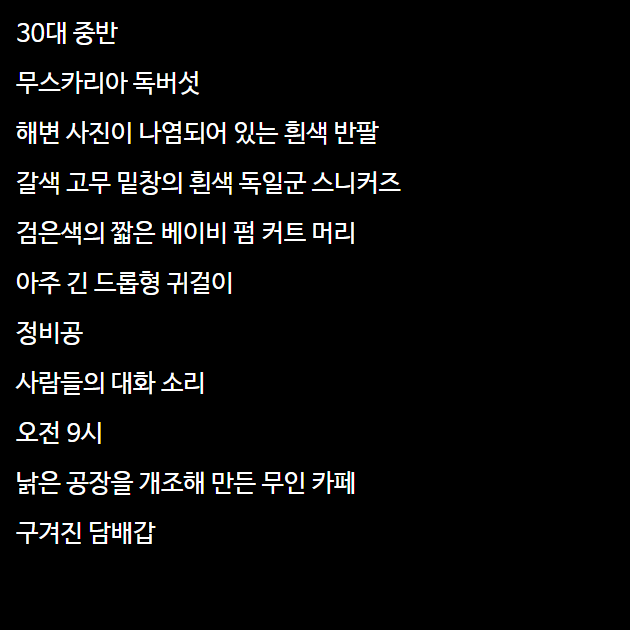 30대 중반
무스카리아 독버섯
해변 사진이 나염되어 있는 흰색 반팔
갈색 고무 밑창의 흰색 독일군 스니커즈
검은색의 짧은 베이비 펌 커트 머리
아주 긴 드롭형 귀걸이
정비공
사람들의 대화 소리
오전 9시
낡은 공장을 개조해 만든 무인 카페
구겨진 담배갑